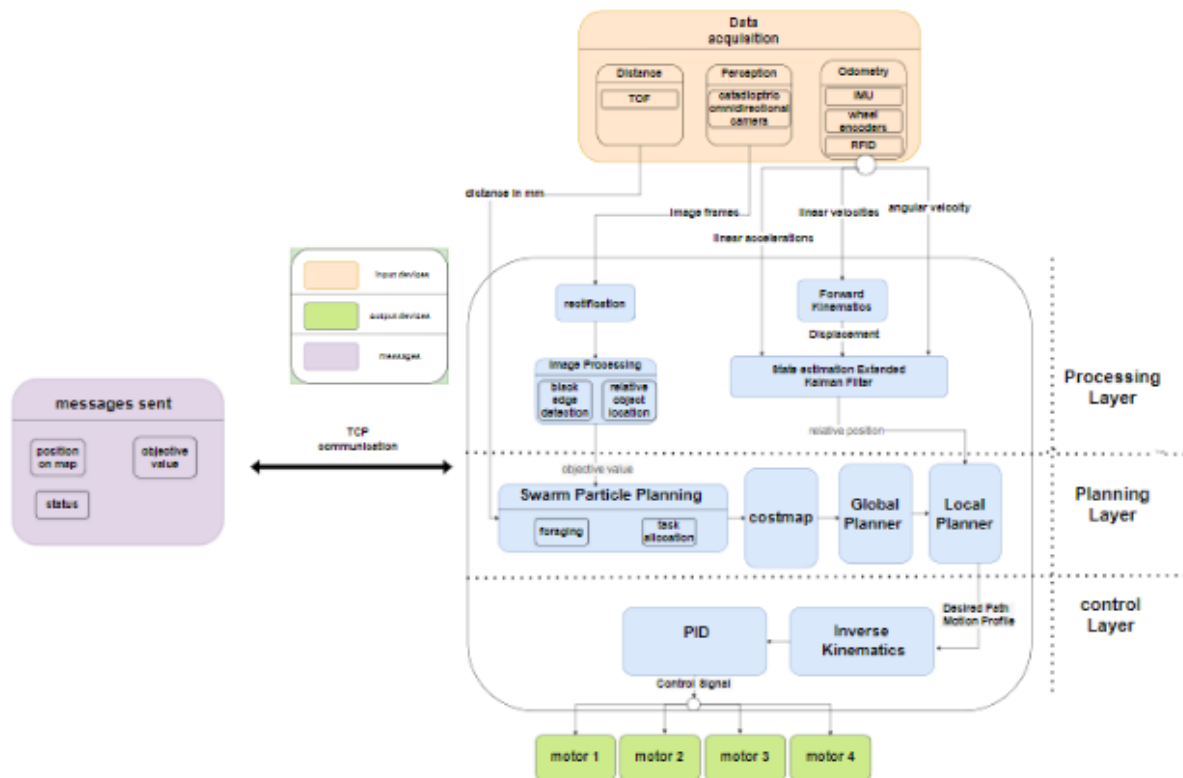 Data
acquisition
Distance
TOF
Perception
catadioptric
omnidirectional
camera
Odometry
IMU
wheel
encoders
RFID
distance in mm
Image frames
linear accelerations
linear velocities
angular velcoity
input devices
output devices
messages
messages sent
position
on map
objective
value
status
TCP
communication
rectification
Forward
Kinematics
Displacement
Image Processing
black
edge
detection
relative
object
location
State estimation Extended
Kalman Filter
Processing
Layer
relative position
objective value
Swarm Particle Planning
foraging
task
allocation
costmap
Global
Planner
Local
Planner
Planning
Layer
Desired Path
Motion Profile
control
Layer
PID
Inverse
Kinematics
Control Signal
motor 1
motor 2
motor 3
motor 4